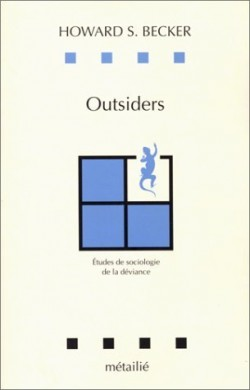 HOWARD S. BECKER
Outsiders
Études de sociologie
de la déviance
métailié